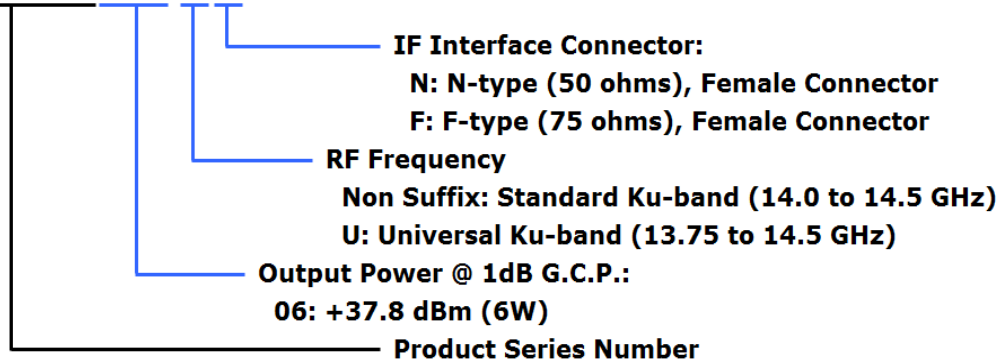 IF Interface Connector:
N: N-type (50 ohms), Female Connector
F: F-type (75 ohms), Female Connector
RF Frequency
Non Suffix: Standard Ku-band (14.0 to 14.5 GHz)
U: Universal Ku-band (13.75 to 14.5 GHz)
Output Power @ 1dB G.C.P.:
06: +37.8 dBm (6W)
Product Series Number